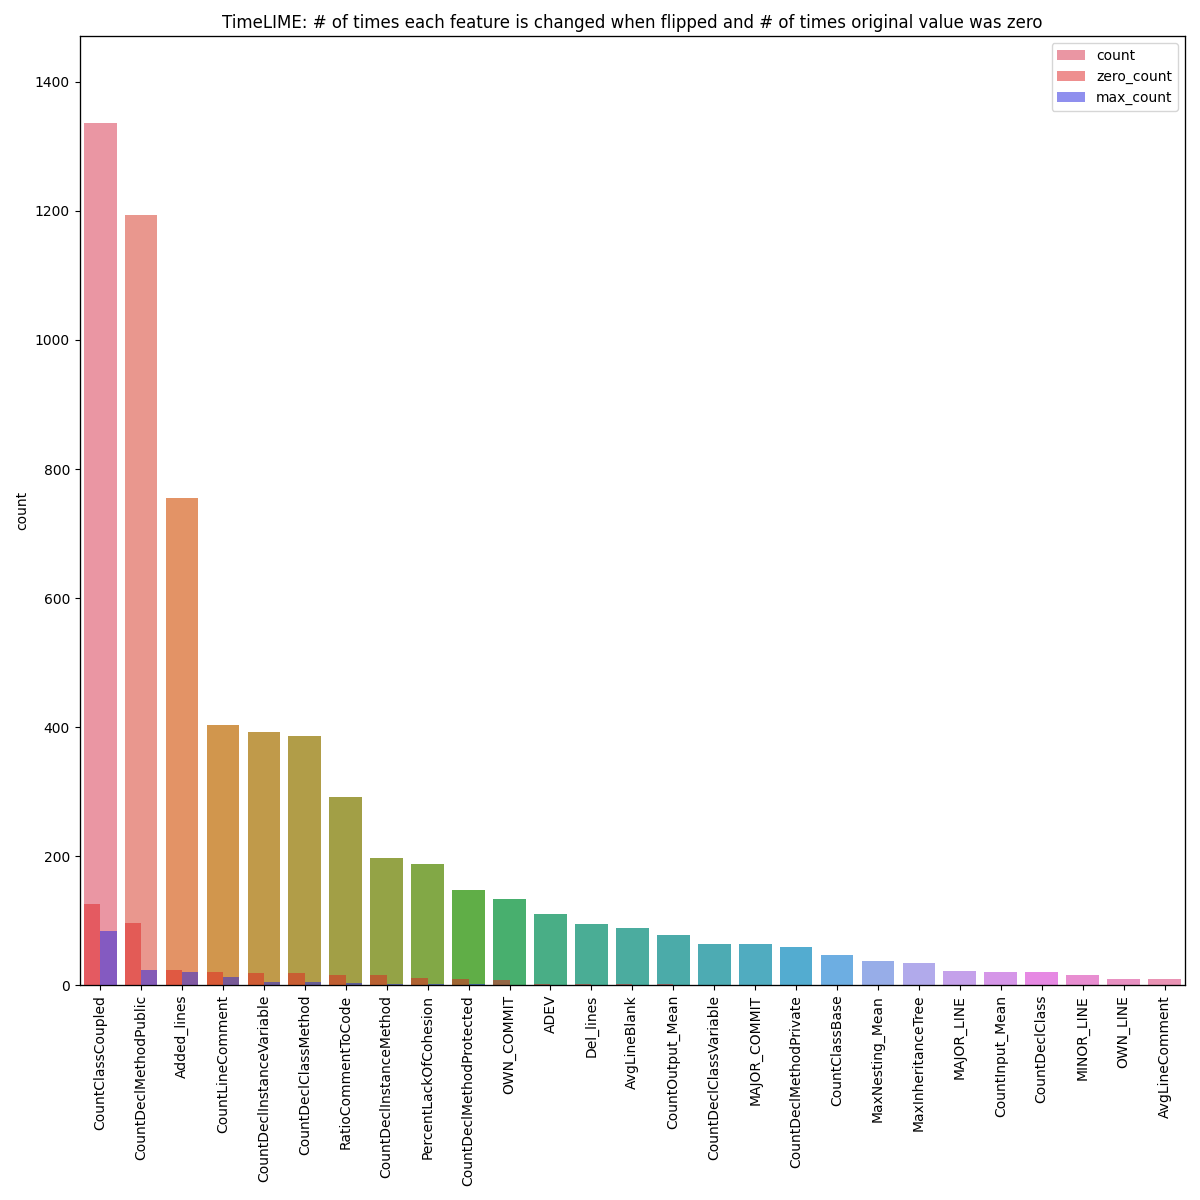 TimeLIME: # of times each feature is changed when flipped and # of times original value was zero
count
zero_count
max_count
1400
1200
1000
800
600
400
200
0
count
CountClassCoupled
CountDeclMethodPublic
Added_lines
CountLineComment
CountDeclInstanceVariable
CountDeclClassMethod
RatioCommentToCode
CountDeclInstanceMethod
PercentLackOfCohesion
CountDeclMethodProtected
OWN_COMMIT
ADEV
Del_lines
AvgLineBlank
CountOutput_Mean
CountDeclClassVariable
MAJOR_COMMIT
CountDeclMethodPrivate
CountClassBase
MaxNesting_Mean
MaxInheritanceTree
MAJOR_LINE
CountInput_Mean
CountDeclClass
MINOR_LINE
OWN_LINE
AvgLineComment